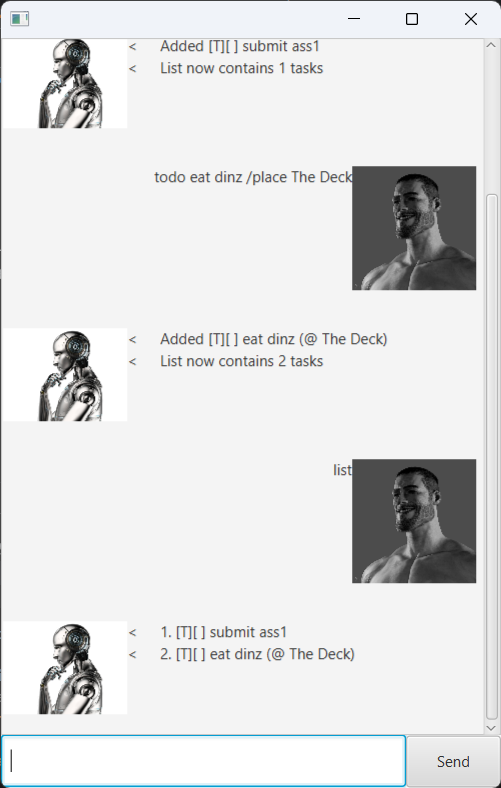 < Added [T][ ] submit ass1
< List now contains 1 tasks
todo eat dinz /place The Deck
< Added [T][ ] eat dinz (@ The Deck)
< List now contains 2 tasks
list
< 1. [T][ ] submit ass1
< 2. [T][ ] eat dinz (@ The Deck)
Send